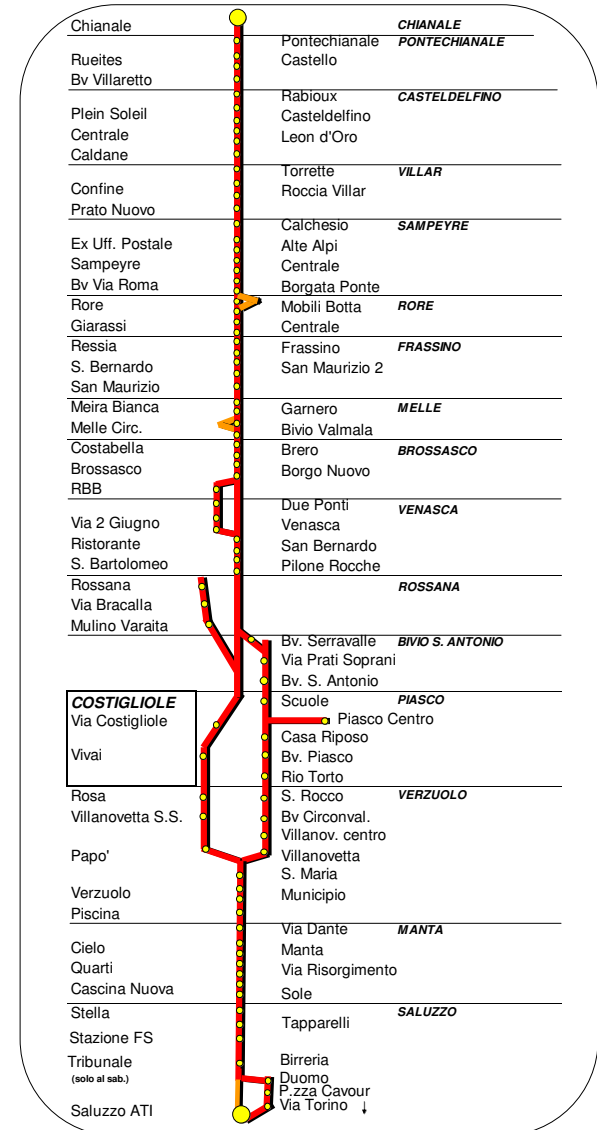 Chianale CHIANALE
Pontechianale PONTECHIANALE
Rueites Castello
Bv Villaretto
Rabioux CASTELDELFINO
Plein Soleil Casteldelfino
Centrale Leon d'Oro
Caldane
Torrette VILLAR
Confine Roccia Villar
Prato Nuovo
Calchesio SAMPEYRE
Ex Uff. Postale Alte Alpi
Sampeyre Centrale
Bv Via Roma Borgata Ponte
Rore Mobili Botta RORE
Giarassi Centrale
Ressia Frassino FRASSINO
S. Bernardo San Maurizio 2
San Maurizio
Meira Bianca Garnero MELLE
Melle Circ. Bivio Valmala
Costabella Brero BROSSASCO
Brossasco Borgo Nuovo
RBB
Due Ponti VENASCA
Via 2 Giugno Venasca
Ristorante San Bernardo
S. Bartolomeo Pilone Rocche
Rossana ROSSANA
Via Bracalla
Mulino Varaita
Bv. Serravalle BIVIO S. ANTONIO
Via Prati Soprani
Bv. S. Antonio
COSTIGLIOLE Scuole PIASCO
Via Costigliole Piasco Centro
Casa Riposo
Vivai Bv. Piasco
Rio Torto
Rosa S. Rocco VERZUOLO
Villanovetta S.S. Bv Circonval.
Villanov. centro
Papo' Villanovetta
S. Maria
Verzuolo Municipio
Piscina
Via Dante MANTA
Cielo Manta
Quarti Via Risorgimento
Cascina Nuova Sole
Stella SALUZZO
Tapparelli
Stazione FS
Tribunale Birreria
(solo al sab.) Duomo
P.zza Cavour
Saluzzo ATI Via Torino ↓